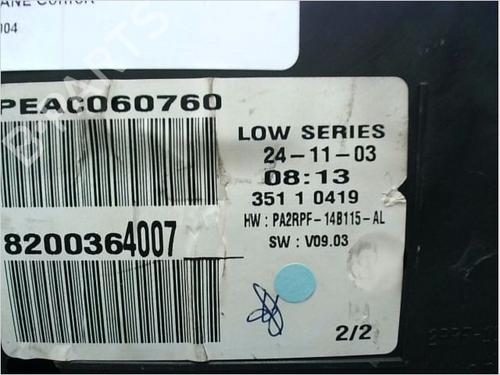 PEAC060760
LOW SERIES
24-11-03
08:13
351 1 0419
HW : PA2RPF-14B115-AL
SW : V09.03
8200364007
2/2
B-PARTS